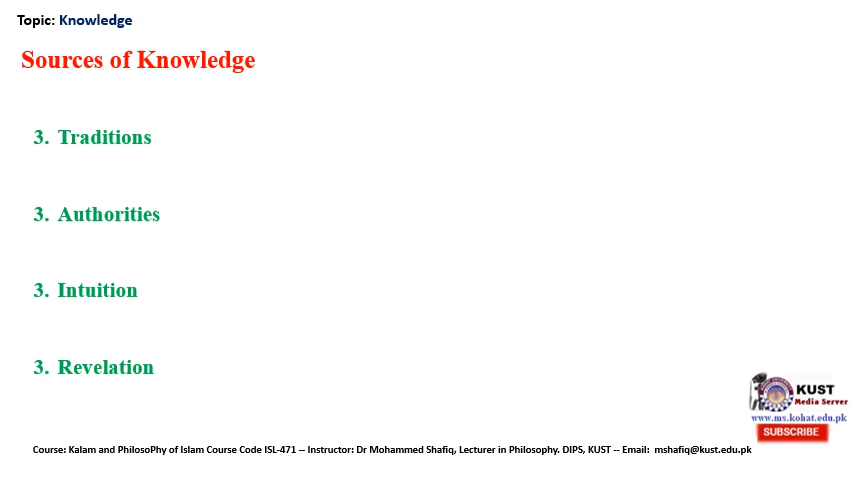 Topic: Knowledge
Sources of Knowledge
3. Traditions
3. Authorities
3. Intuition
3. Revelation
KUST
Media Server
www.ms.kohat.edu.pk
SUBSCRIBE
Course: Kalam and PhilosoPhy of Islam Course Code ISL-471 -- Instructor: Dr Mohammed Shafiq, Lecturer in Philosophy. DIPS, KUST -- Email: mshafiq@kust.edu.pk